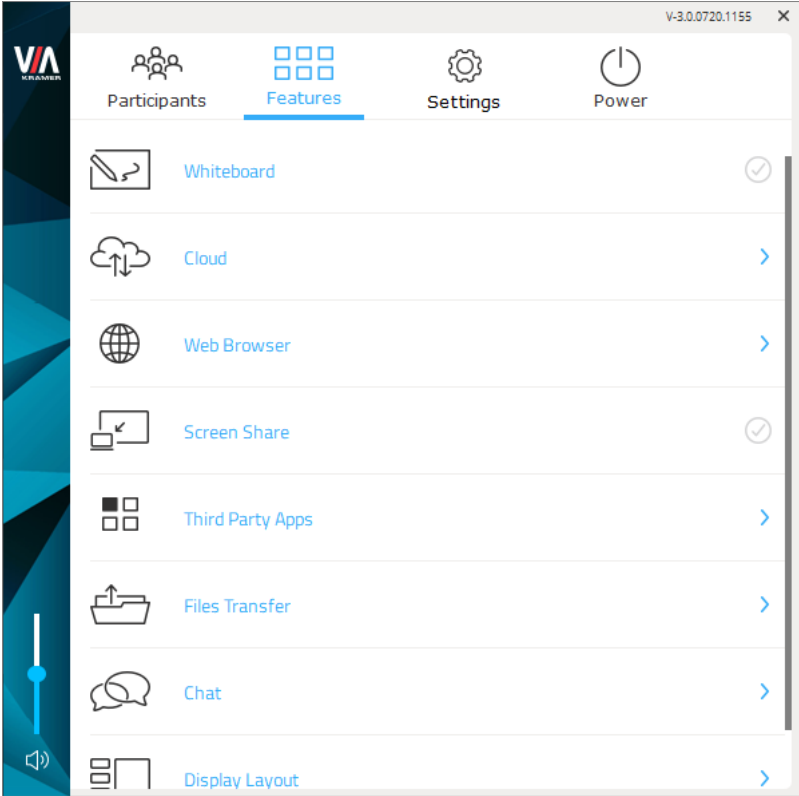 V-3.0.0720.1155
VIA
KRAMER
Participants
Features
Settings
Power
Whiteboard
Cloud
Web Browser
Screen Share
Third Party Apps
Files Transfer
Chat
Display Layout